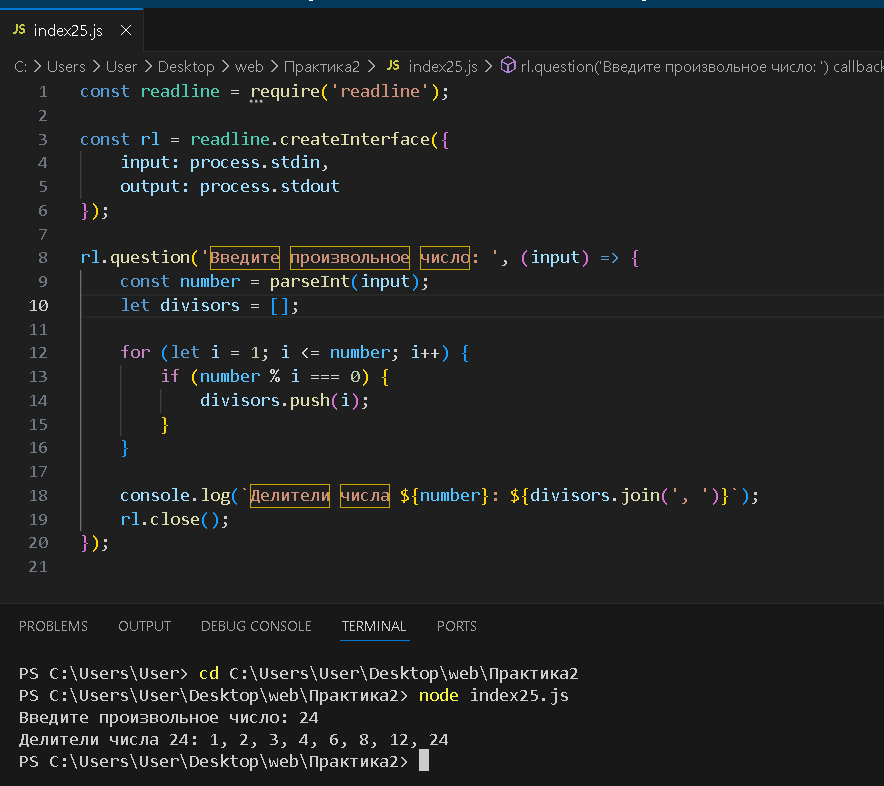 JS index25.js ×
C: > Users > User > Desktop > web > Практика2 > JS index25.js > rl.question('Введите произвольное число: ') callback
1 const readline = require('readline');
2
3 const rl = readline.createInterface({
4 input: process.stdin,
5 output: process.stdout
6 });
7
8 rl.question('Введите произвольное число: ', (input) => {
9 const number = parseInt(input);
10 let divisors = [];
11
12 for (let i = 1; i <= number; i++) {
13 if (number % i === 0) {
14 divisors.push(i);
15 }
16 }
17
18 console.log(`Делители числа ${number}: ${divisors.join(', ')}`);
19 rl.close();
20 });
21
PROBLEMS OUTPUT DEBUG CONSOLE TERMINAL PORTS
PS C:\Users\User> cd C:\Users\User\Desktop\web\Практика2
PS C:\Users\User\Desktop\web\Практика2> node index25.js
Введите произвольное число: 24
Делители числа 24: 1, 2, 3, 4, 6, 8, 12, 24
PS C:\Users\User\Desktop\web\Практика2>